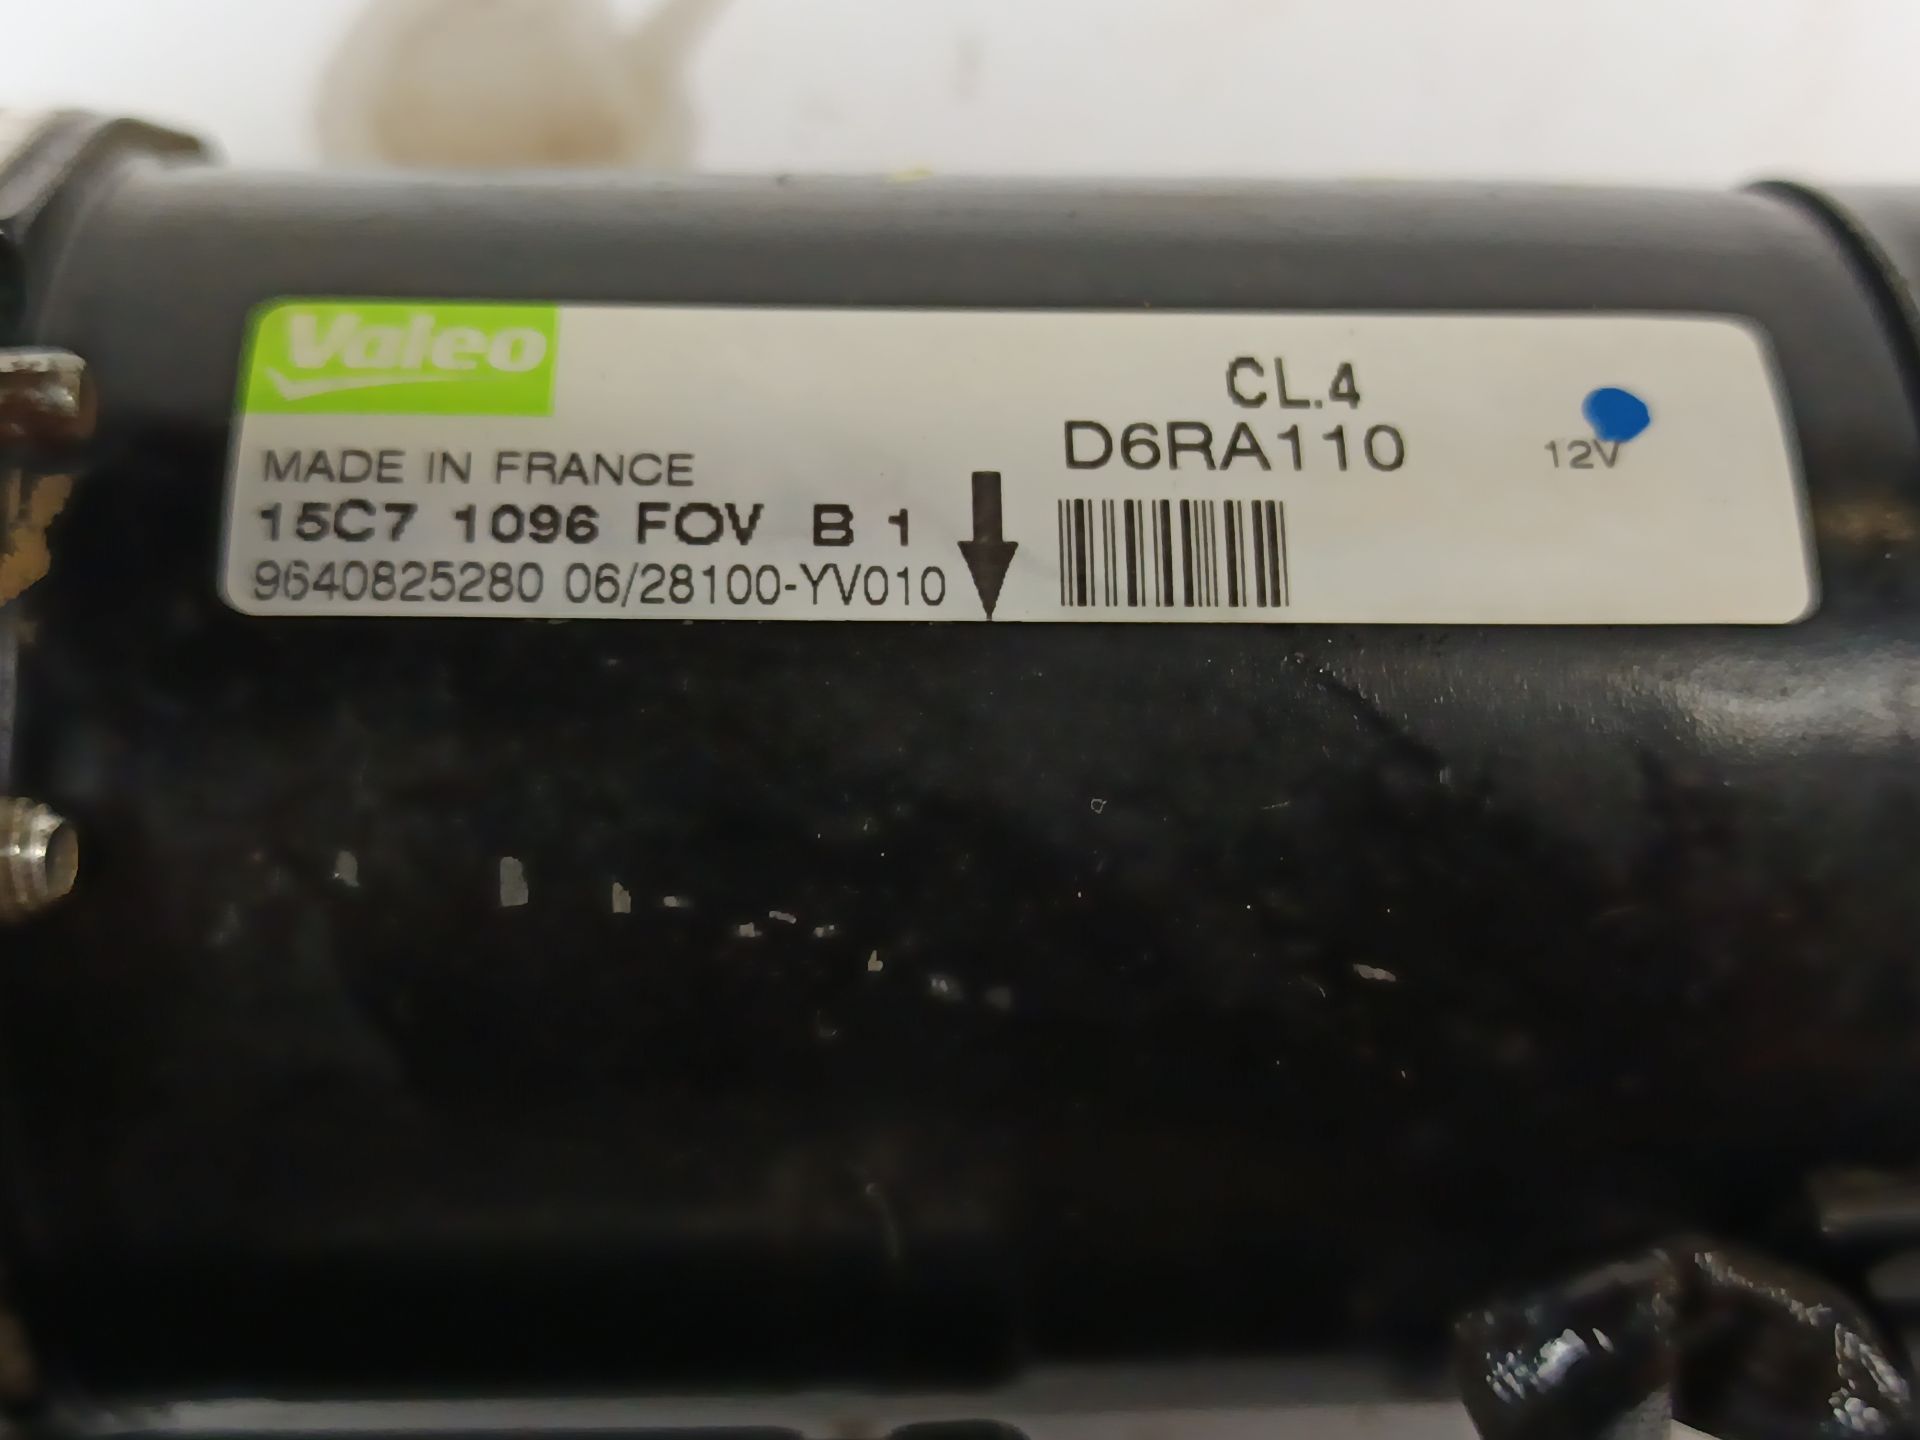 Valeo
CL.4
D6RA110
12V
MADE IN FRANCE
15C7 1096 FOV B 1
9640825280 06/28100-YV010